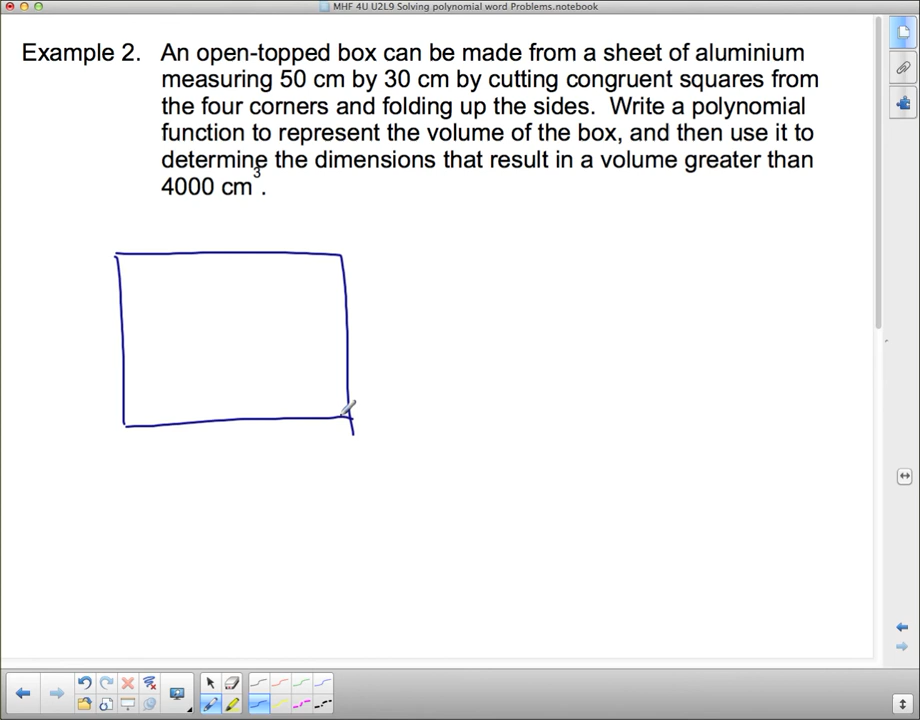 MHF 4U U2L9 Solving polynomial word Problems.notebook
Example 2. An open-topped box can be made from a sheet of aluminium
measuring 50 cm by 30 cm by cutting congruent squares from
the four corners and folding up the sides. Write a polynomial
function to represent the volume of the box, and then use it to
determine the dimensions that result in a volume greater than
4000 cm³.